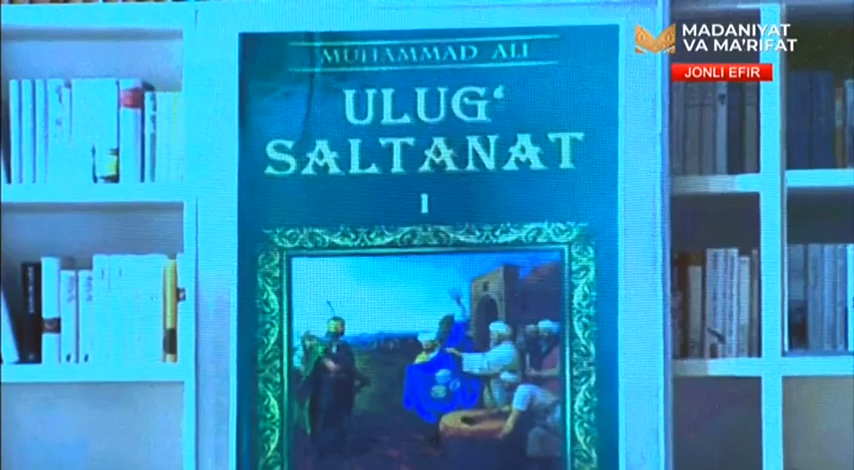 MUHAMMAD ALI
ULUG‘
SALTANAT
I
MADANIYAT
VA MA'RIFAT
JONLI EFIR